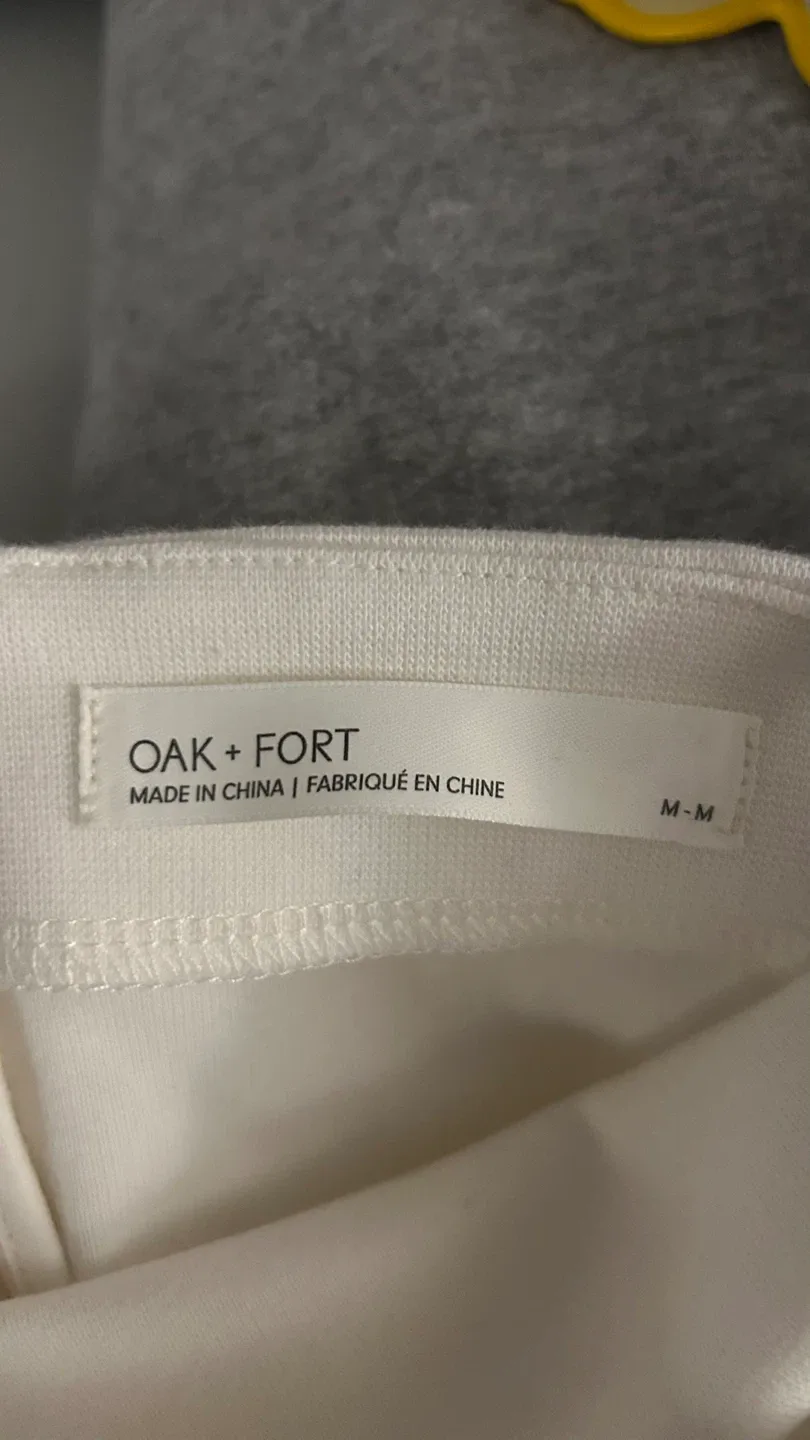 OAK + FORT
MADE IN CHINA | FABRIQUÉ EN CHINE
M - M